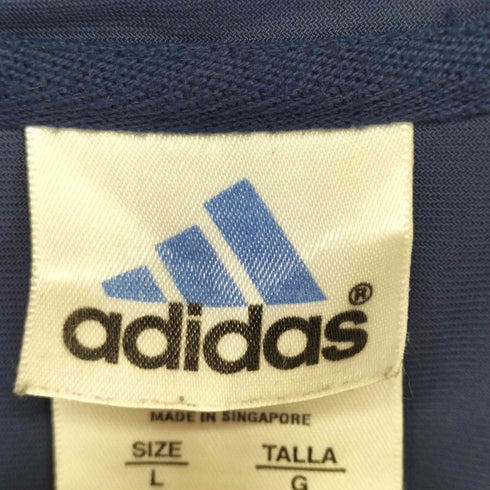 adidas®
MADE IN SINGAPORE
SIZE TALLA
L G